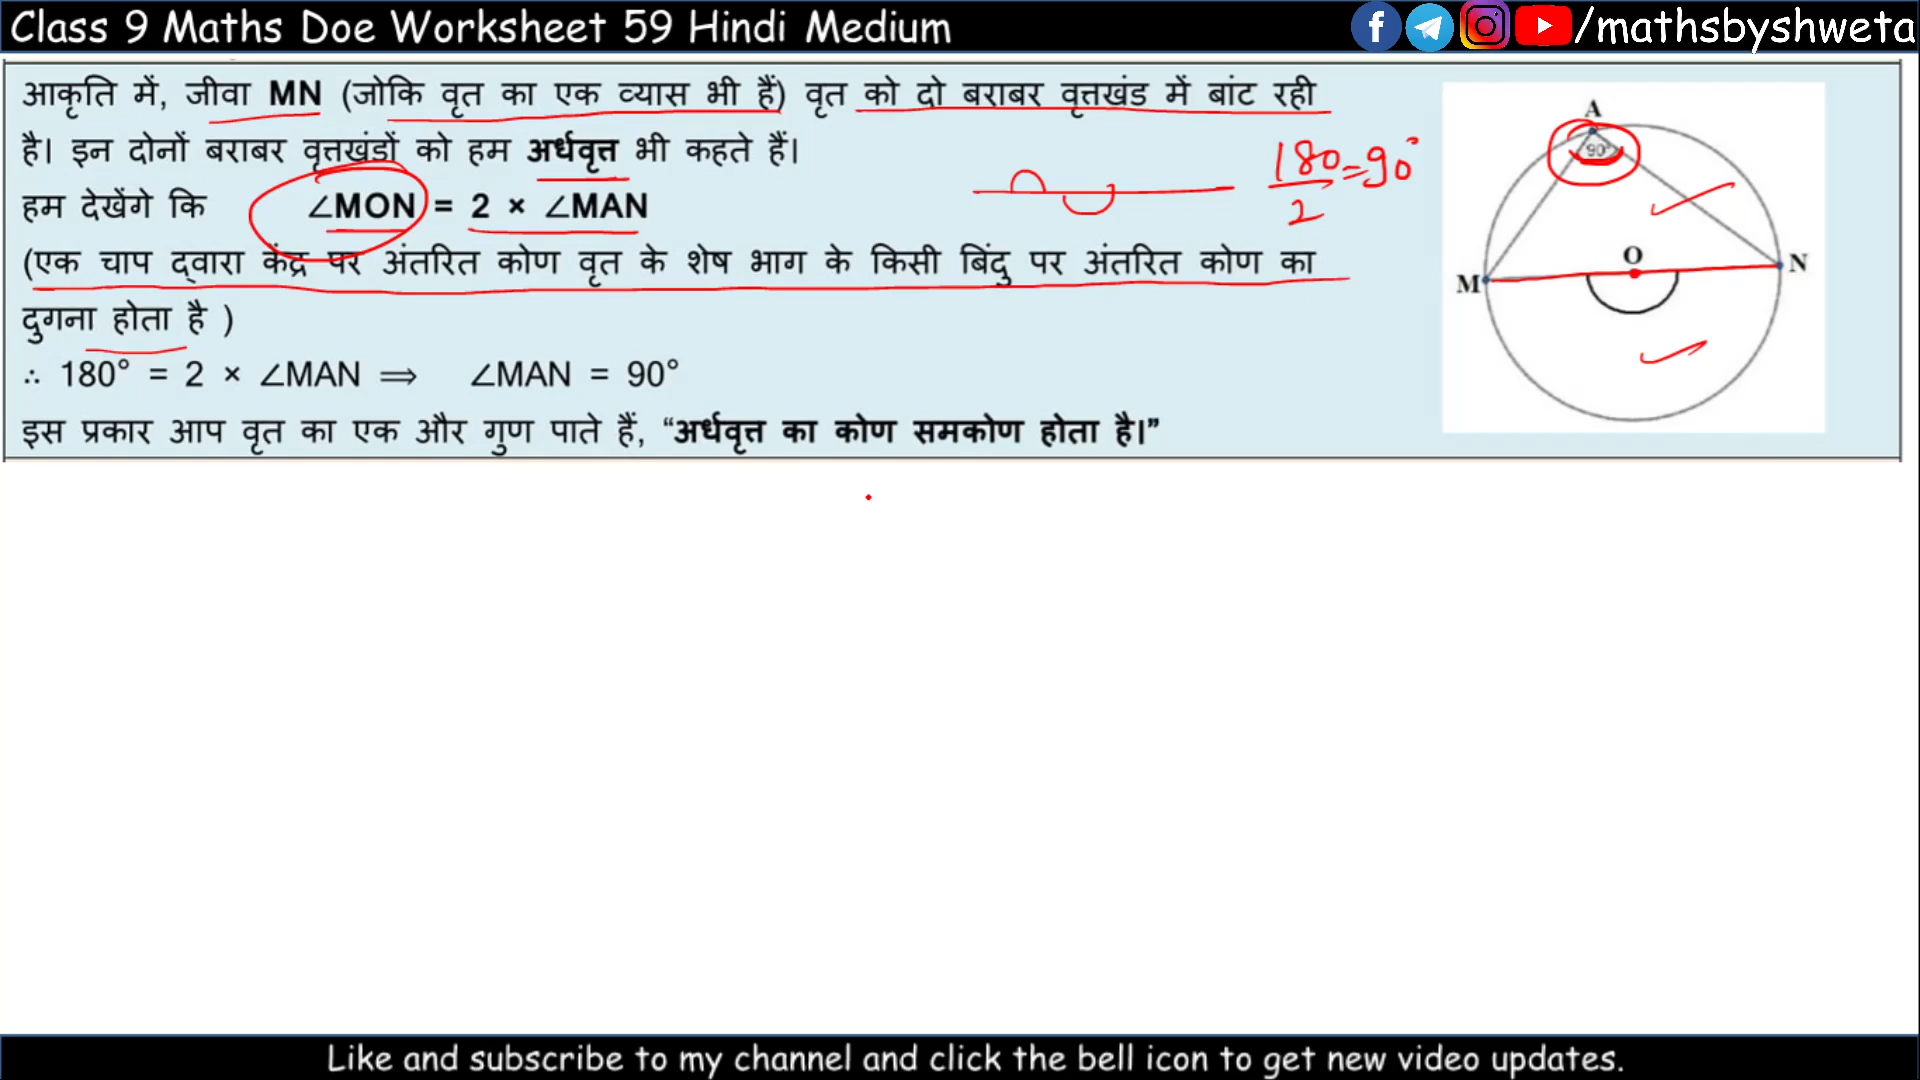 Class 9 Maths Doe Worksheet 59 Hindi Medium
/mathsbyshweta
आकृति में, जीवा MN (जोकि वृत का एक व्यास भी हैं) वृत को दो बराबर वृत्तखंड में बांट रही
है। इन दोनों बराबर वृत्तखंडों को हम अर्धवृत्त भी कहते हैं।
हम देखेंगे कि ∠MON = 2 × ∠MAN
(एक चाप द्वारा केंद्र पर अंतरित कोण वृत के शेष भाग के किसी बिंदु पर अंतरित कोण का
दुगना होता है )
∴ 180° = 2 × ∠MAN ⟹ ∠MAN = 90°
इस प्रकार आप वृत का एक और गुण पाते हैं, “अर्धवृत्त का कोण समकोण होता है।”
180/2 = 90°
A
90°
O
M
N
Like and subscribe to my channel and click the bell icon to get new video updates.